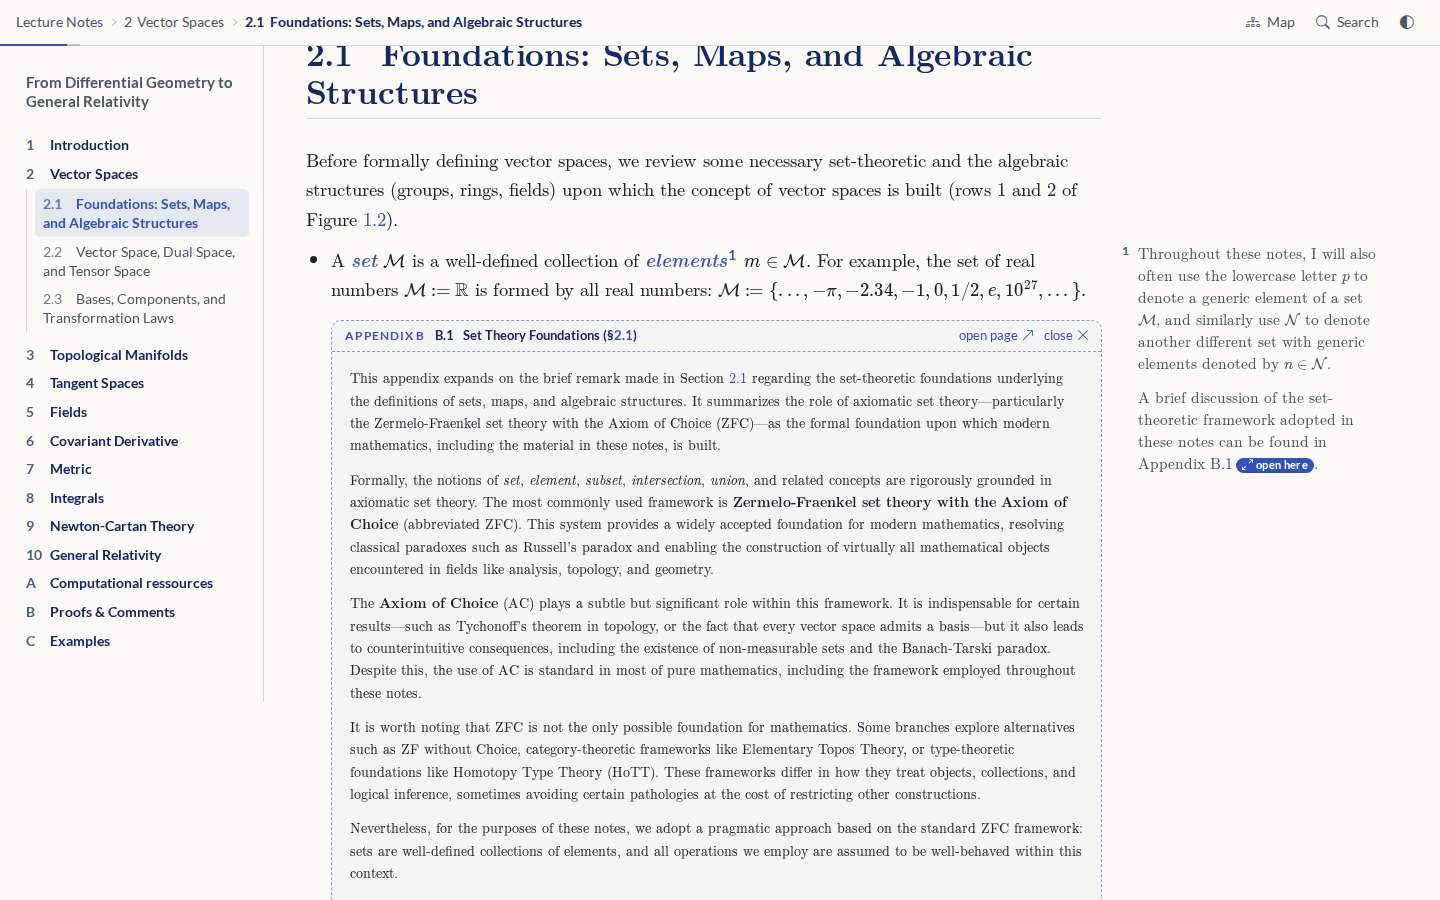 Lecture Notes > 2 Vector Spaces > 2.1 Foundations: Sets, Maps, and Algebraic Structures
Map Search
From Differential Geometry to
General Relativity
1 Introduction
2 Vector Spaces
2.1 Foundations: Sets, Maps,
and Algebraic Structures
2.2 Vector Space, Dual Space,
and Tensor Space
2.3 Bases, Components, and
Transformation Laws
3 Topological Manifolds
4 Tangent Spaces
5 Fields
6 Covariant Derivative
7 Metric
8 Integrals
9 Newton-Cartan Theory
10 General Relativity
A Computational ressources
B Proofs & Comments
C Examples
2.1 Foundations: Sets, Maps, and Algebraic
Structures
Before formally defining vector spaces, we review some necessary set-theoretic and the algebraic
structures (groups, rings, fields) upon which the concept of vector spaces is built (rows 1 and 2 of
Figure 1.2).
• A set ℳ is a well-defined collection of elements¹ m ∈ ℳ. For example, the set of real
numbers ℳ := ℝ is formed by all real numbers: ℳ := {…, −π, −2.34, −1, 0, 1/2, e, 10²⁷, …}.
APPENDIX B B.1 Set Theory Foundations (§2.1) open page ↗ close ×
This appendix expands on the brief remark made in Section 2.1 regarding the set-theoretic foundations underlying
the definitions of sets, maps, and algebraic structures. It summarizes the role of axiomatic set theory—particularly
the Zermelo-Fraenkel set theory with the Axiom of Choice (ZFC)—as the formal foundation upon which modern
mathematics, including the material in these notes, is built.
Formally, the notions of set, element, subset, intersection, union, and related concepts are rigorously grounded in
axiomatic set theory. The most commonly used framework is Zermelo-Fraenkel set theory with the Axiom of
Choice (abbreviated ZFC). This system provides a widely accepted foundation for modern mathematics, resolving
classical paradoxes such as Russell's paradox and enabling the construction of virtually all mathematical objects
encountered in fields like analysis, topology, and geometry.
The Axiom of Choice (AC) plays a subtle but significant role within this framework. It is indispensable for certain
results—such as Tychonoff's theorem in topology, or the fact that every vector space admits a basis—but it also leads
to counterintuitive consequences, including the existence of non-measurable sets and the Banach-Tarski paradox.
Despite this, the use of AC is standard in most of pure mathematics, including the framework employed throughout
these notes.
It is worth noting that ZFC is not the only possible foundation for mathematics. Some branches explore alternatives
such as ZF without Choice, category-theoretic frameworks like Elementary Topos Theory, or type-theoretic
foundations like Homotopy Type Theory (HoTT). These frameworks differ in how they treat objects, collections, and
logical inference, sometimes avoiding certain pathologies at the cost of restricting other constructions.
Nevertheless, for the purposes of these notes, we adopt a pragmatic approach based on the standard ZFC framework:
sets are well-defined collections of elements, and all operations we employ are assumed to be well-behaved within this
context.
1 Throughout these notes, I will also
often use the lowercase letter p to
denote a generic element of a set
ℳ, and similarly use 𝒩 to denote
another different set with generic
elements denoted by n ∈ 𝒩.
A brief discussion of the set-
theoretic framework adopted in
these notes can be found in
Appendix B.1 open here.